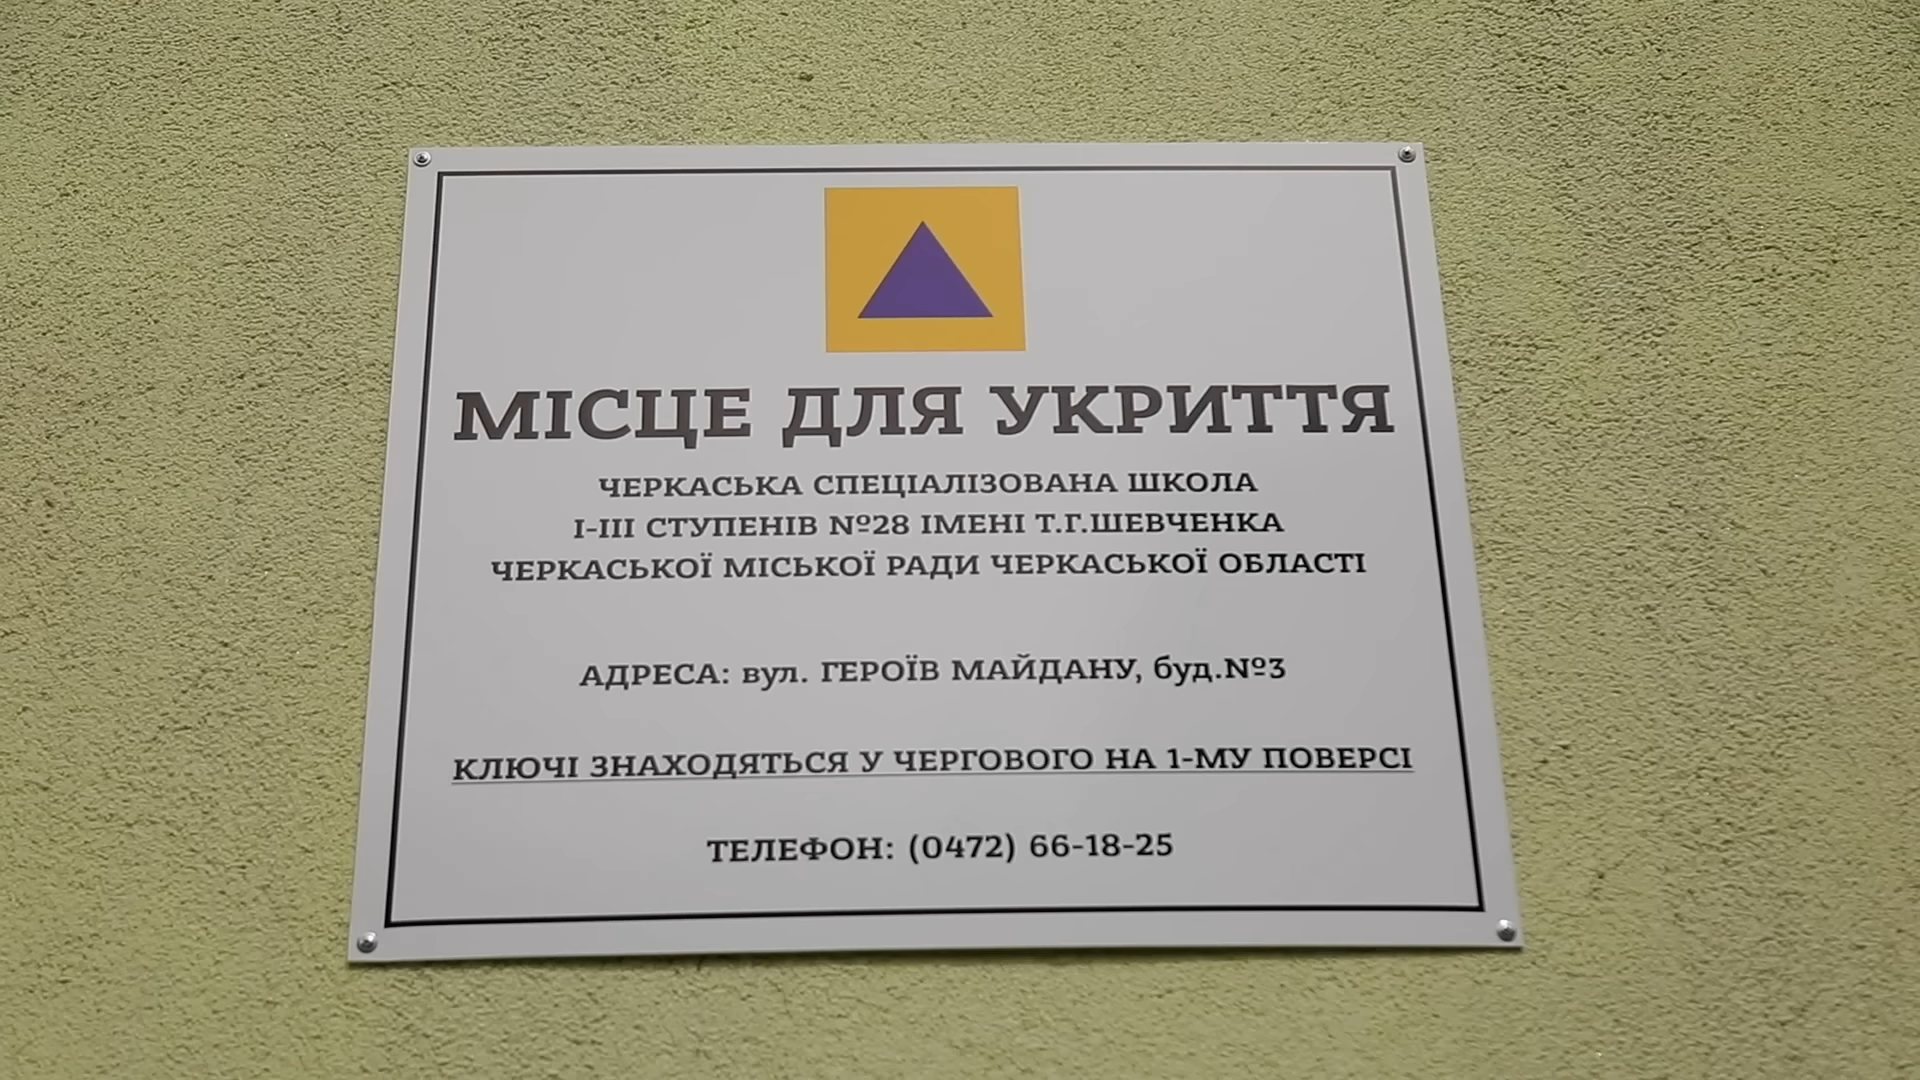 МІСЦЕ ДЛЯ УКРИТТЯ
ЧЕРКАСЬКА СПЕЦІАЛІЗОВАНА ШКОЛА
І-ІІІ СТУПЕНІВ №28 ІМЕНІ Т.Г.ШЕВЧЕНКА
ЧЕРКАСЬКОЇ МІСЬКОЇ РАДИ ЧЕРКАСЬКОЇ ОБЛАСТІ
АДРЕСА: вул. ГЕРОЇВ МАЙДАНУ, буд.№3
КЛЮЧІ ЗНАХОДЯТЬСЯ У ЧЕРГОВОГО НА 1-МУ ПОВЕРСІ
ТЕЛЕФОН: (0472) 66-18-25